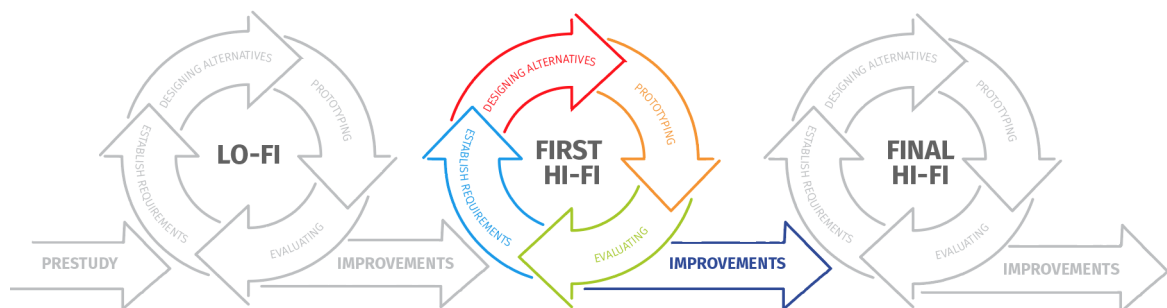 PRESTUDY
ESTABLISH REQUIREMENTS
DESIGNING ALTERNATIVES
PROTOTYPING
EVALUATING
LO-FI
IMPROVEMENTS
ESTABLISH REQUIREMENTS
DESIGNING ALTERNATIVES
PROTOTYPING
EVALUATING
FIRST
HI-FI
IMPROVEMENTS
ESTABLISH REQUIREMENTS
DESIGNING ALTERNATIVES
PROTOTYPING
EVALUATING
FINAL
HI-FI
IMPROVEMENTS